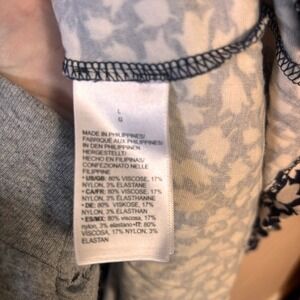 L
G
MADE IN PHILIPPINES/
FABRIQUE AUX PHILIPPINES/
IN DEN PHILIPPINEN
HERGESTELLT/
HECHO EN FILIPINAS/
CONFEZIONATO NELLE
FILIPPINE
• US/GB: 80% VISCOSE, 17%
NYLON, 3% ELASTANE
• CA/FR: 80% VISCOSE, 17%
NYLON, 3% ÉLASTHANNE
• DE: 80% VISKOSE, 17%
NYLON, 3% ELASTHAN
• ES/MX: 80% viscosa, 17%
nylon, 3% elastano • IT: 80%
VISCOSA, 17% NYLON, 3%
ELASTAN